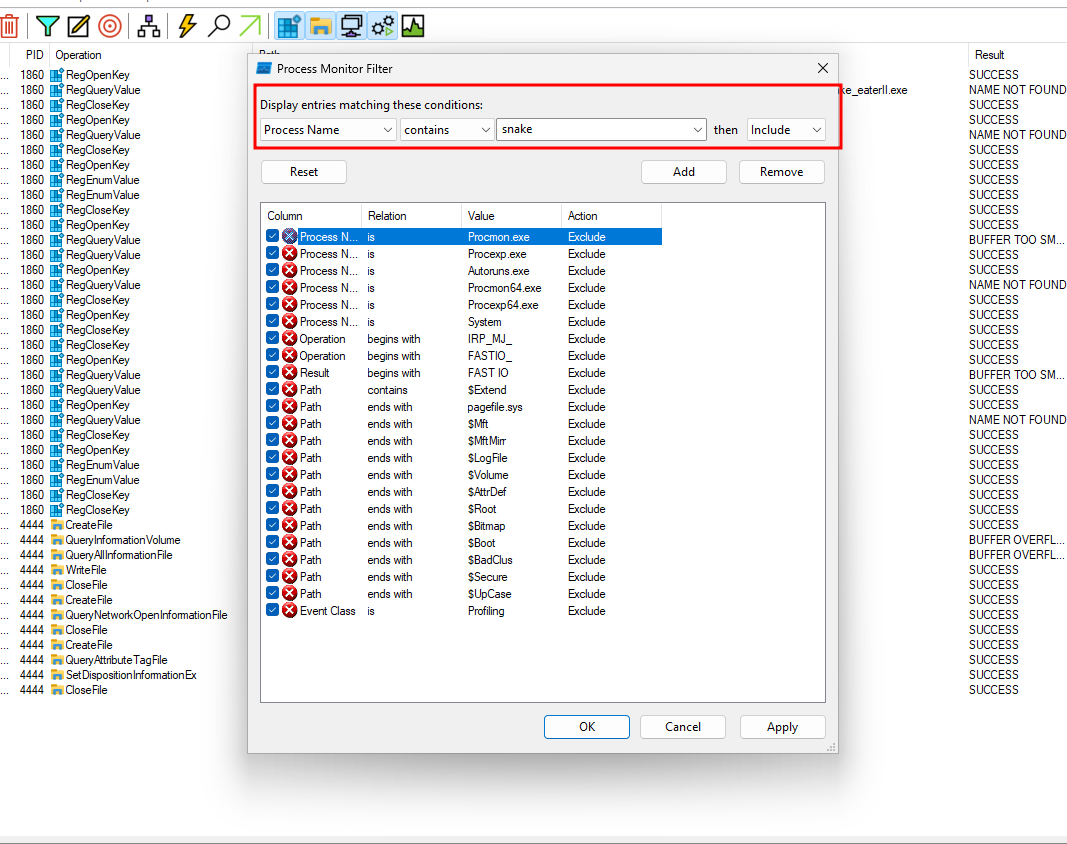 PID Operation
... 1860 RegOpenKey
... 1860 RegQueryValue
... 1860 RegCloseKey
... 1860 RegOpenKey
... 1860 RegQueryValue
... 1860 RegCloseKey
... 1860 RegOpenKey
... 1860 RegEnumValue
... 1860 RegEnumValue
... 1860 RegCloseKey
... 1860 RegOpenKey
... 1860 RegQueryValue
... 1860 RegQueryValue
... 1860 RegOpenKey
... 1860 RegQueryValue
... 1860 RegCloseKey
... 1860 RegOpenKey
... 1860 RegCloseKey
... 1860 RegCloseKey
... 1860 RegOpenKey
... 1860 RegQueryValue
... 1860 RegQueryValue
... 1860 RegOpenKey
... 1860 RegQueryValue
... 1860 RegCloseKey
... 1860 RegOpenKey
... 1860 RegEnumValue
... 1860 RegEnumValue
... 1860 RegCloseKey
... 1860 RegCloseKey
... 4444 CreateFile
... 4444 QueryInformationVolume
... 4444 QueryAllInformationFile
... 4444 WriteFile
... 4444 CloseFile
... 4444 CreateFile
... 4444 QueryNetworkOpenInformationFile
... 4444 CloseFile
... 4444 CreateFile
... 4444 QueryAttributeTagFile
... 4444 SetDispositionInformationEx
... 4444 CloseFile
Process Monitor Filter
Display entries matching these conditions:
Process Name contains snake then Include
Reset Add Remove
Column Relation Value Action
Process N... is Procmon.exe Exclude
Process N... is Procexp.exe Exclude
Process N... is Autoruns.exe Exclude
Process N... is Procmon64.exe Exclude
Process N... is Procexp64.exe Exclude
Process N... is System Exclude
Operation begins with IRP_MJ_ Exclude
Operation begins with FASTIO_ Exclude
Result begins with FAST IO Exclude
Path contains $Extend Exclude
Path ends with pagefile.sys Exclude
Path ends with $Mft Exclude
Path ends with $MftMirr Exclude
Path ends with $LogFile Exclude
Path ends with $Volume Exclude
Path ends with $AttrDef Exclude
Path ends with $Root Exclude
Path ends with $Bitmap Exclude
Path ends with $Boot Exclude
Path ends with $BadClus Exclude
Path ends with $Secure Exclude
Path ends with $UpCase Exclude
Event Class is Profiling Exclude
OK Cancel Apply
ke_eaterII.exe
Result
SUCCESS
NAME NOT FOUND
SUCCESS
SUCCESS
NAME NOT FOUND
SUCCESS
SUCCESS
SUCCESS
SUCCESS
SUCCESS
SUCCESS
BUFFER TOO SM...
SUCCESS
SUCCESS
NAME NOT FOUND
SUCCESS
SUCCESS
SUCCESS
SUCCESS
SUCCESS
BUFFER TOO SM...
SUCCESS
SUCCESS
NAME NOT FOUND
SUCCESS
SUCCESS
SUCCESS
SUCCESS
SUCCESS
SUCCESS
SUCCESS
BUFFER OVERFL...
BUFFER OVERFL...
SUCCESS
SUCCESS
SUCCESS
SUCCESS
SUCCESS
SUCCESS
SUCCESS
SUCCESS
SUCCESS